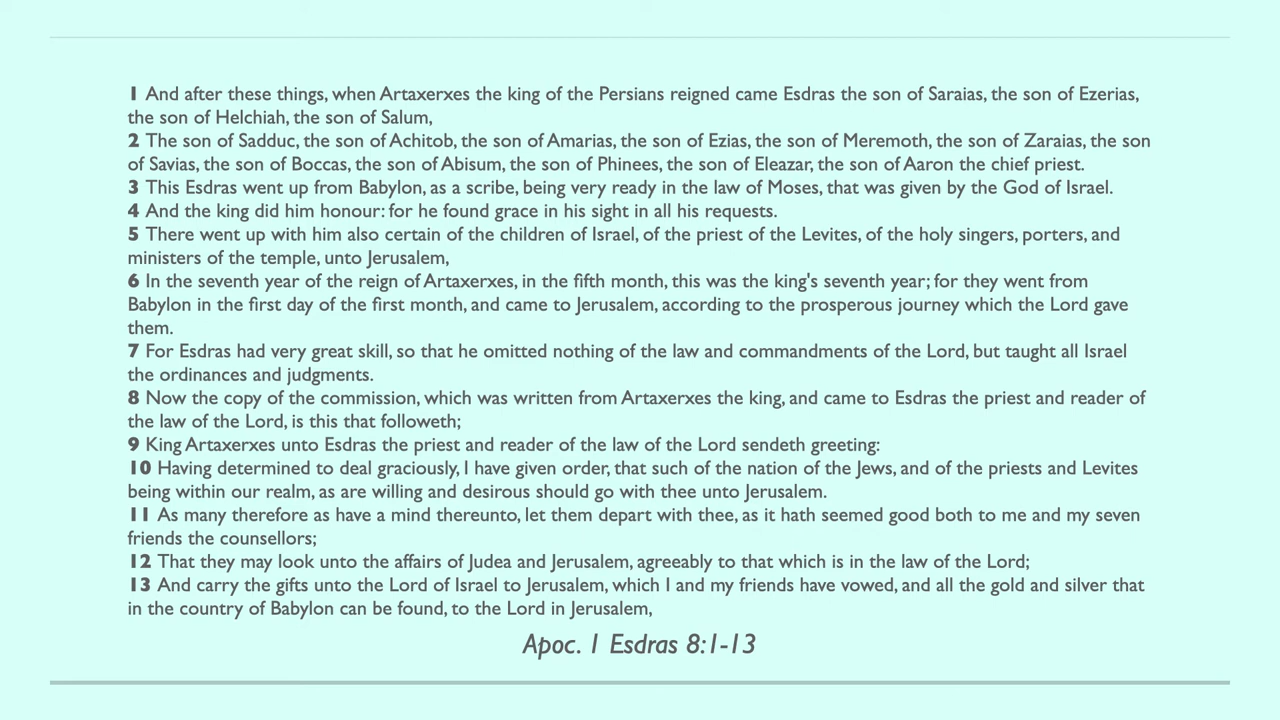 1 And after these things, when Artaxerxes the king of the Persians reigned came Esdras the son of Saraias, the son of Ezerias,
the son of Helchiah, the son of Salum,
2 The son of Sadduc, the son of Achitob, the son of Amarias, the son of Ezias, the son of Meremoth, the son of Zaraias, the son
of Savias, the son of Boccas, the son of Abisum, the son of Phinees, the son of Eleazar, the son of Aaron the chief priest.
3 This Esdras went up from Babylon, as a scribe, being very ready in the law of Moses, that was given by the God of Israel.
4 And the king did him honour: for he found grace in his sight in all his requests.
5 There went up with him also certain of the children of Israel, of the priest of the Levites, of the holy singers, porters, and
ministers of the temple, unto Jerusalem,
6 In the seventh year of the reign of Artaxerxes, in the fifth month, this was the king's seventh year; for they went from
Babylon in the first day of the first month, and came to Jerusalem, according to the prosperous journey which the Lord gave
them.
7 For Esdras had very great skill, so that he omitted nothing of the law and commandments of the Lord, but taught all Israel
the ordinances and judgments.
8 Now the copy of the commission, which was written from Artaxerxes the king, and came to Esdras the priest and reader of
the law of the Lord, is this that followeth;
9 King Artaxerxes unto Esdras the priest and reader of the law of the Lord sendeth greeting:
10 Having determined to deal graciously, I have given order, that such of the nation of the Jews, and of the priests and Levites
being within our realm, as are willing and desirous should go with thee unto Jerusalem.
11 As many therefore as have a mind thereunto, let them depart with thee, as it hath seemed good both to me and my seven
friends the counsellors;
12 That they may look unto the affairs of Judea and Jerusalem, agreeably to that which is in the law of the Lord;
13 And carry the gifts unto the Lord of Israel to Jerusalem, which I and my friends have vowed, and all the gold and silver that
in the country of Babylon can be found, to the Lord in Jerusalem,
Apoc. 1 Esdras 8:1-13